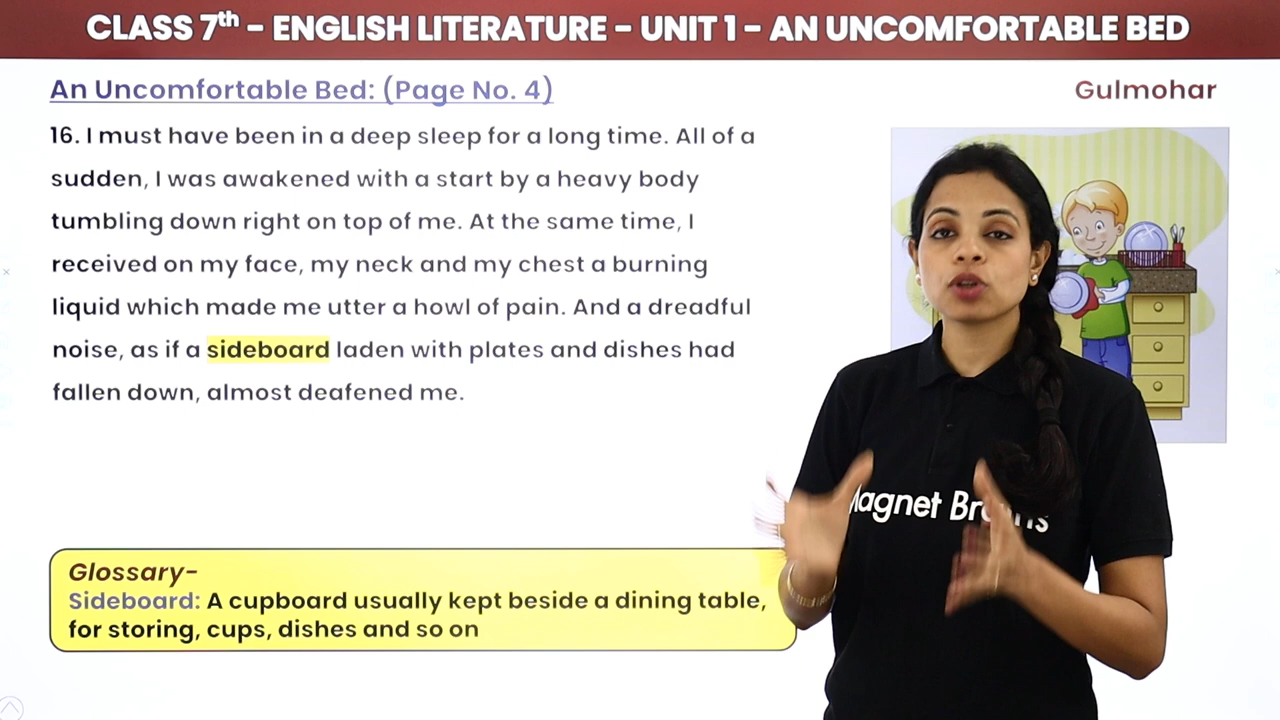 CLASS 7th - ENGLISH LITERATURE - UNIT 1 - AN UNCOMFORTABLE BED
An Uncomfortable Bed: (Page No. 4)
Gulmohar
16. I must have been in a deep sleep for a long time. All of a
sudden, I was awakened with a start by a heavy body
tumbling down right on top of me. At the same time, I
received on my face, my neck and my chest a burning
liquid which made me utter a howl of pain. And a dreadful
noise, as if a sideboard laden with plates and dishes had
fallen down, almost deafened me.
Glossary-
Sideboard: A cupboard usually kept beside a dining table,
for storing, cups, dishes and so on